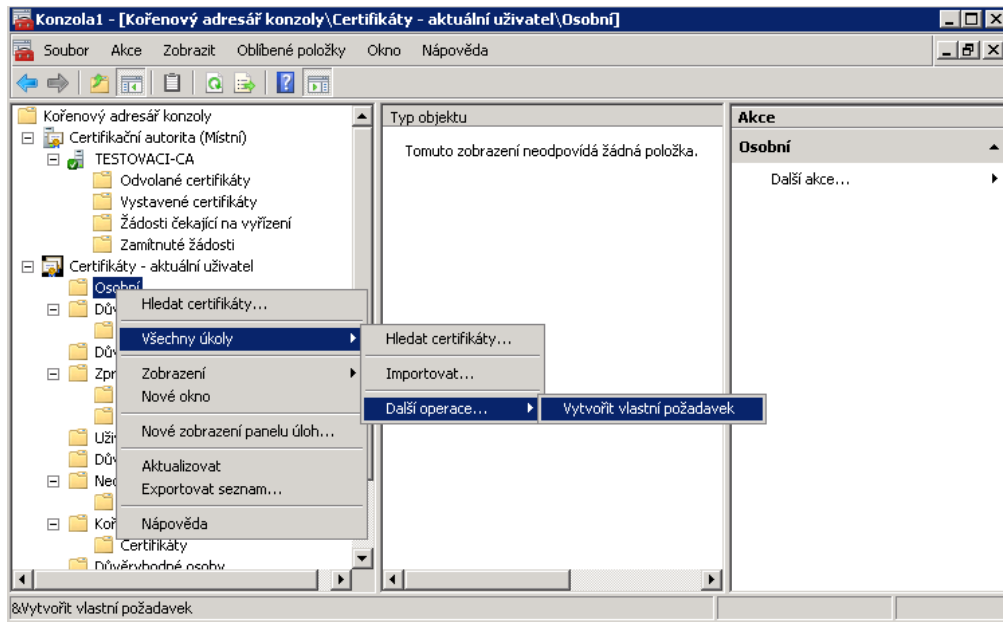 Konzola1 - [Kořenový adresář konzoly\Certifikáty - aktuální uživatel\Osobní]
Soubor Akce Zobrazit Oblíbené položky Okno Nápověda
Kořenový adresář konzoly
Certifikační autorita (Místní)
TESTOVACI-CA
Odvolané certifikáty
Vystavené certifikáty
Žádosti čekající na vyřízení
Zamítnuté žádosti
Certifikáty - aktuální uživatel
Osobní
Certifikáty
Důvěryhodné osoby
Hledat certifikáty...
Všechny úkoly
Zobrazení
Nové okno
Nové zobrazení panelu úloh...
Aktualizovat
Exportovat seznam...
Nápověda
Hledat certifikáty...
Importovat...
Další operace...
Vytvořit vlastní požadavek
Typ objektu
Tomuto zobrazení neodpovídá žádná položka.
Akce
Osobní
Další akce...
&Vytvořit vlastní požadavek